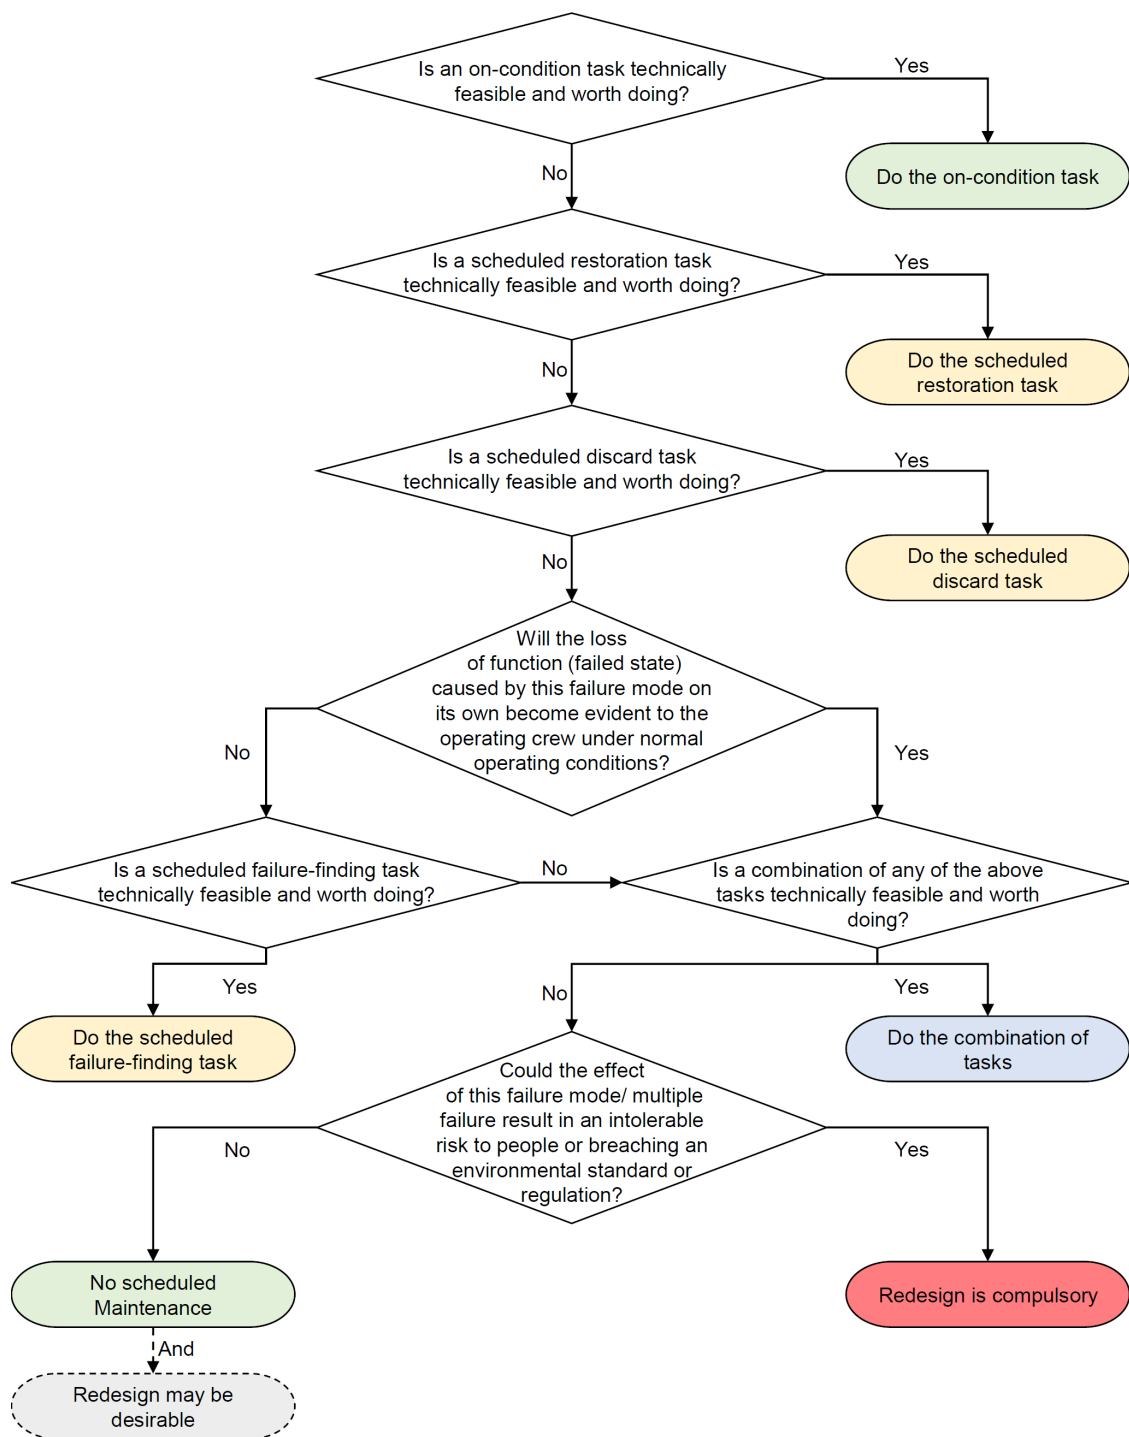 Is an on-condition task technically
feasible and worth doing?
Yes
Do the on-condition task
No
Is a scheduled restoration task
technically feasible and worth doing?
Yes
Do the scheduled
restoration task
No
Is a scheduled discard task
technically feasible and worth doing?
Yes
Do the scheduled
discard task
No
Will the loss
of function (failed state)
caused by this failure mode on
its own become evident to the
operating crew under normal
operating conditions?
No
Yes
Is a scheduled failure-finding task
technically feasible and worth doing?
No
Is a combination of any of the above
tasks technically feasible and worth
doing?
Yes
Do the scheduled
failure-finding task
No
Yes
Do the combination of
tasks
Could the effect
of this failure mode/ multiple
failure result in an intolerable
risk to people or breaching an
environmental standard or
regulation?
No
Yes
No scheduled
Maintenance
Redesign is compulsory
And
Redesign may be
desirable